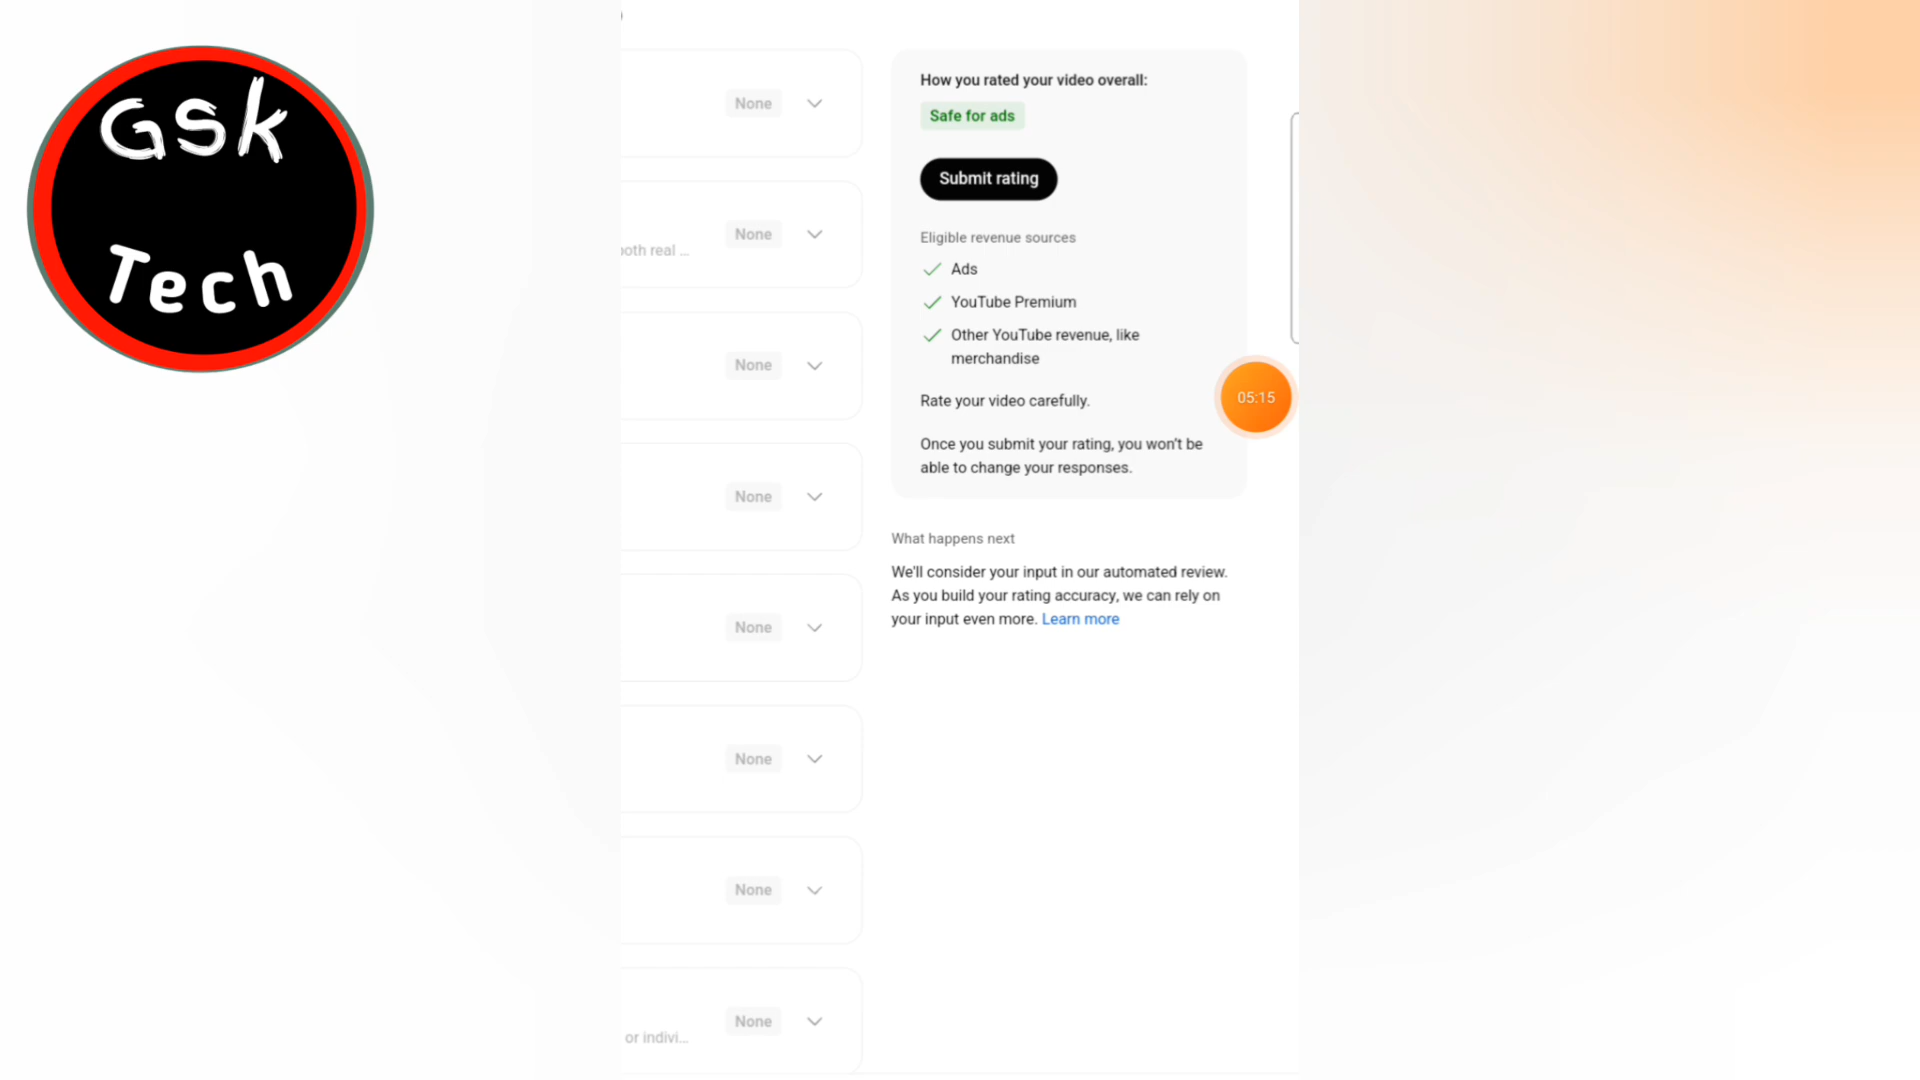 Gsk
Tech
None
None
both real ...
None
None
None
None
None
None
or indivi...
How you rated your video overall:
Safe for ads
Submit rating
Eligible revenue sources
Ads
YouTube Premium
Other YouTube revenue, like
merchandise
Rate your video carefully.
Once you submit your rating, you won't be
able to change your responses.
05:15
What happens next
We'll consider your input in our automated review.
As you build your rating accuracy, we can rely on
your input even more. Learn more